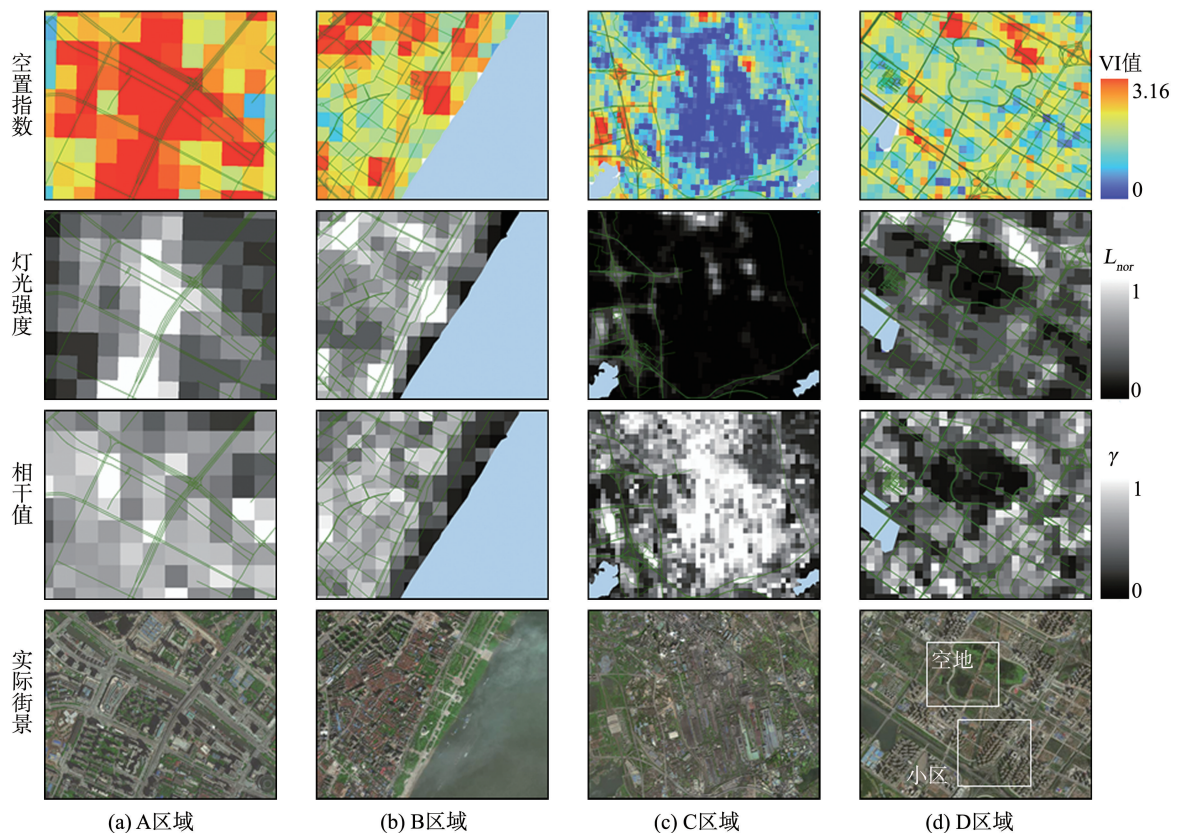 空置指数
VI值
3.16
0
灯光强度
Lnor
1
0
相干值
γ
1
0
实际街景
空地
小区
(a) A区域
(b) B区域
(c) C区域
(d) D区域